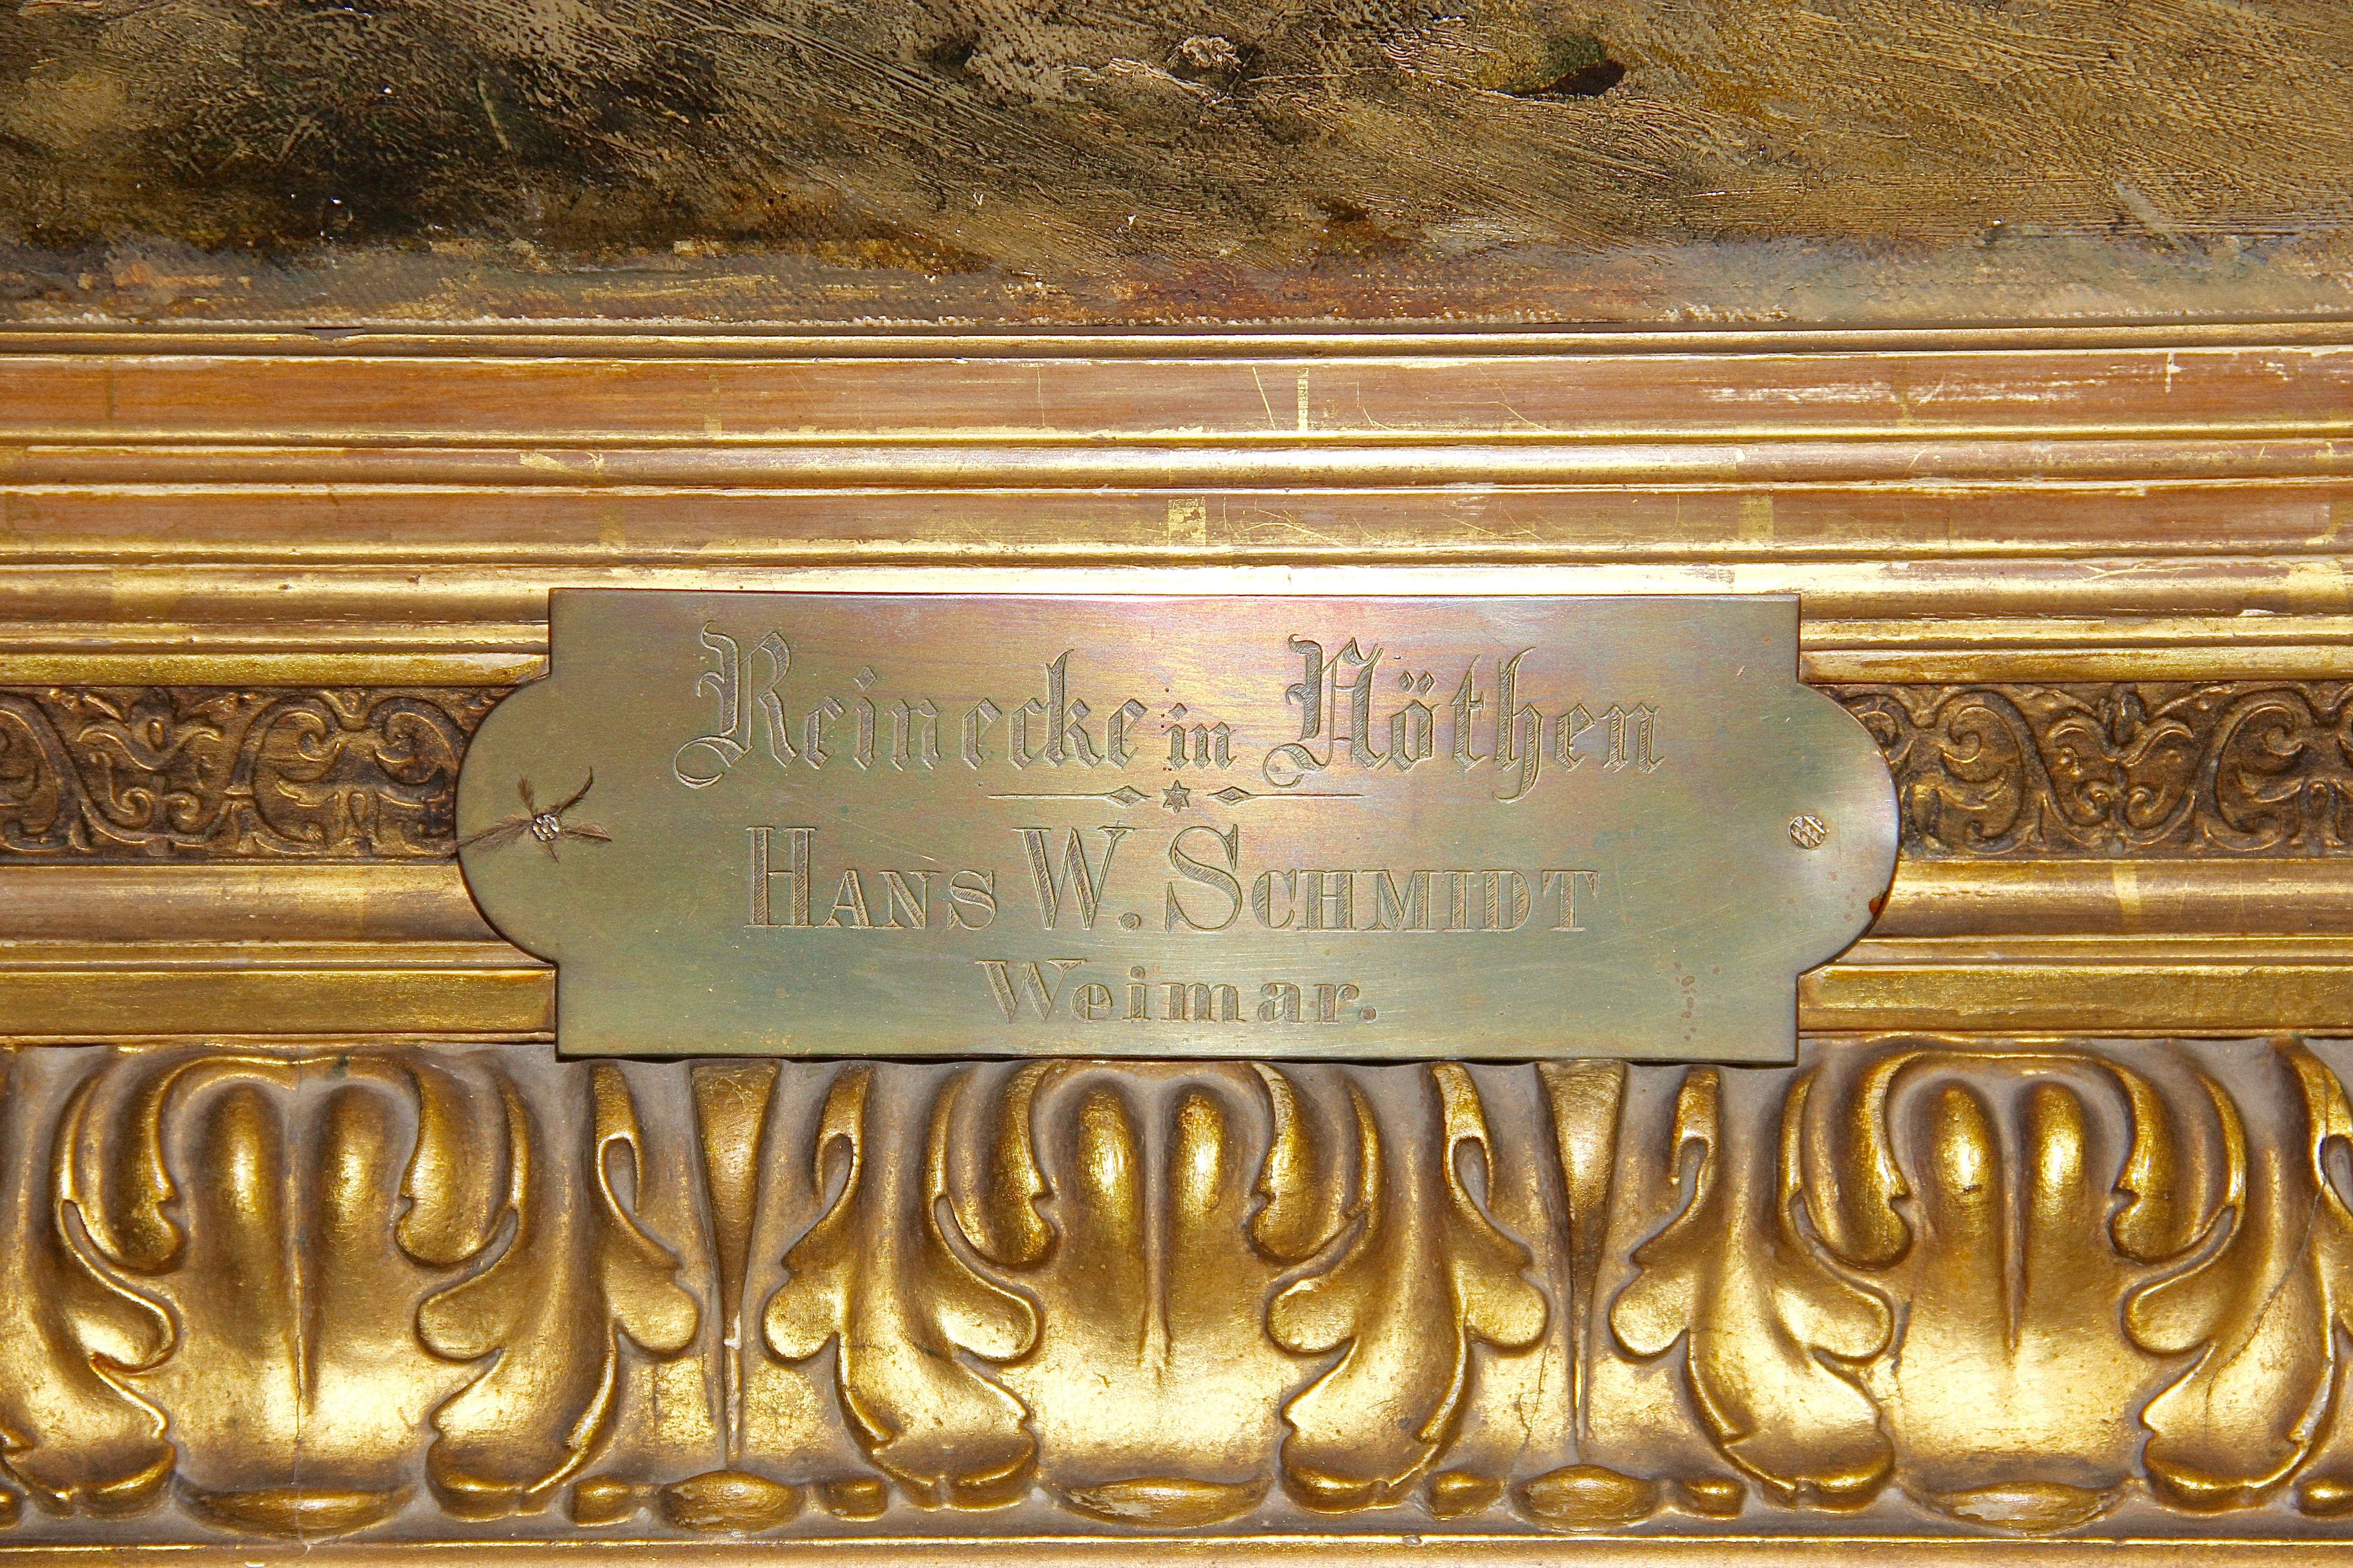 Reinecke in Nöthen
HANS W. SCHMIDT
Weimar.